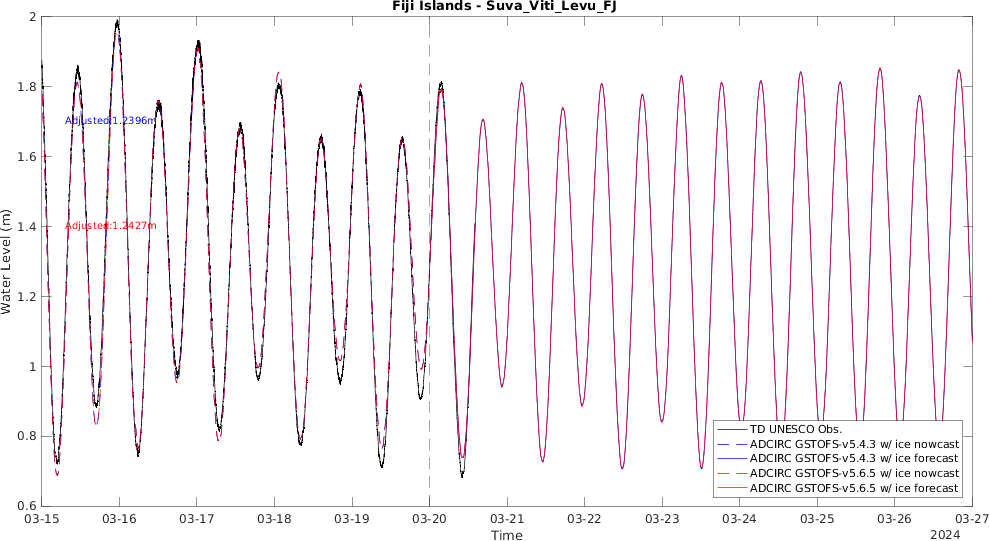 Fiji Islands - Suva_Viti_Levu_FJ
2
1.8
1.6
1.4
1.2
1
0.8
0.6
Water Level (m)
Adjusted:1.2396m
Adjusted:1.2427m
TD UNESCO Obs.
ADCIRC GSTOFS-v5.4.3 w/ ice nowcast
ADCIRC GSTOFS-v5.4.3 w/ ice forecast
ADCIRC GSTOFS-v5.6.5 w/ ice nowcast
ADCIRC GSTOFS-v5.6.5 w/ ice forecast
03-15 03-16 03-17 03-18 03-19 03-20 03-21 03-22 03-23 03-24 03-25 03-26 03-27
Time
2024